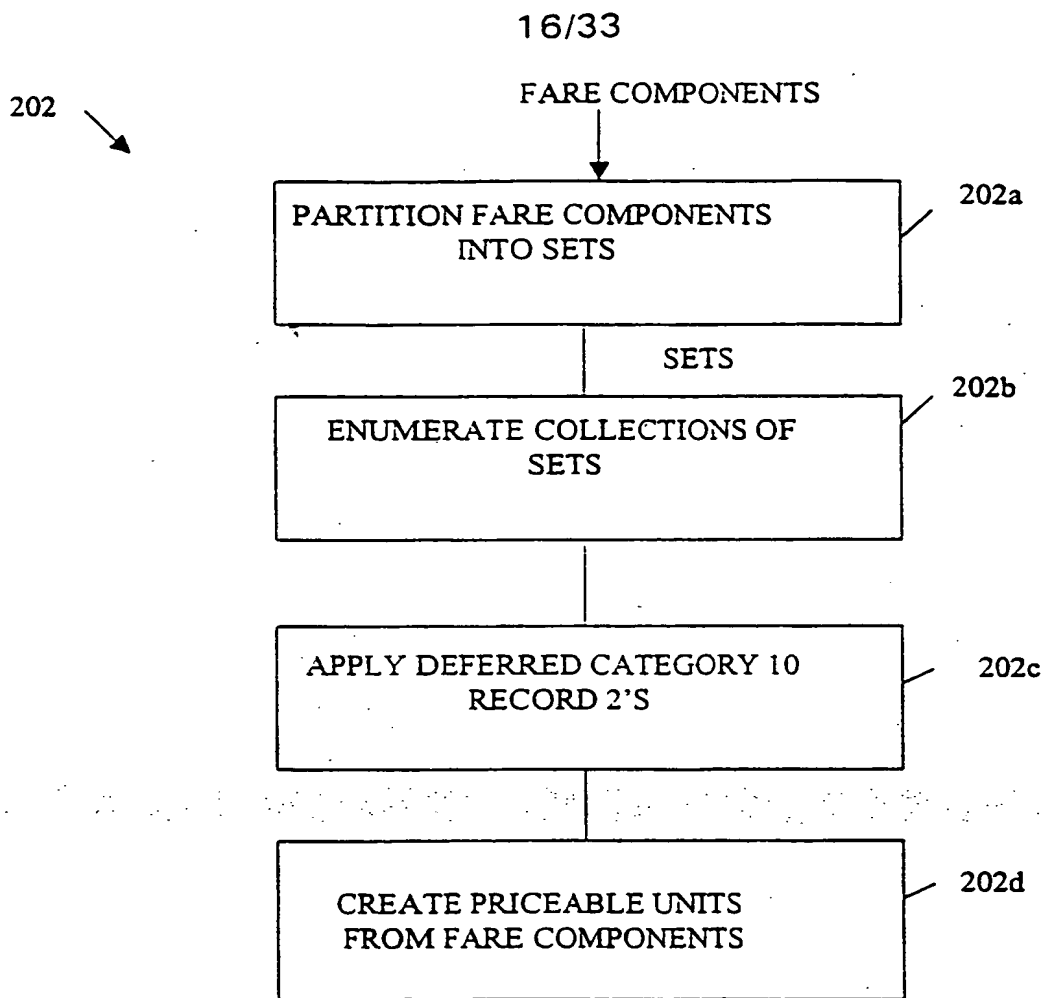 16/33
202
FARE COMPONENTS
PARTITION FARE COMPONENTS
INTO SETS
202a
SETS
202b
ENUMERATE COLLECTIONS OF
SETS
APPLY DEFERRED CATEGORY 10
RECORD 2'S
202c
CREATE PRICEABLE UNITS
FROM FARE COMPONENTS
202d